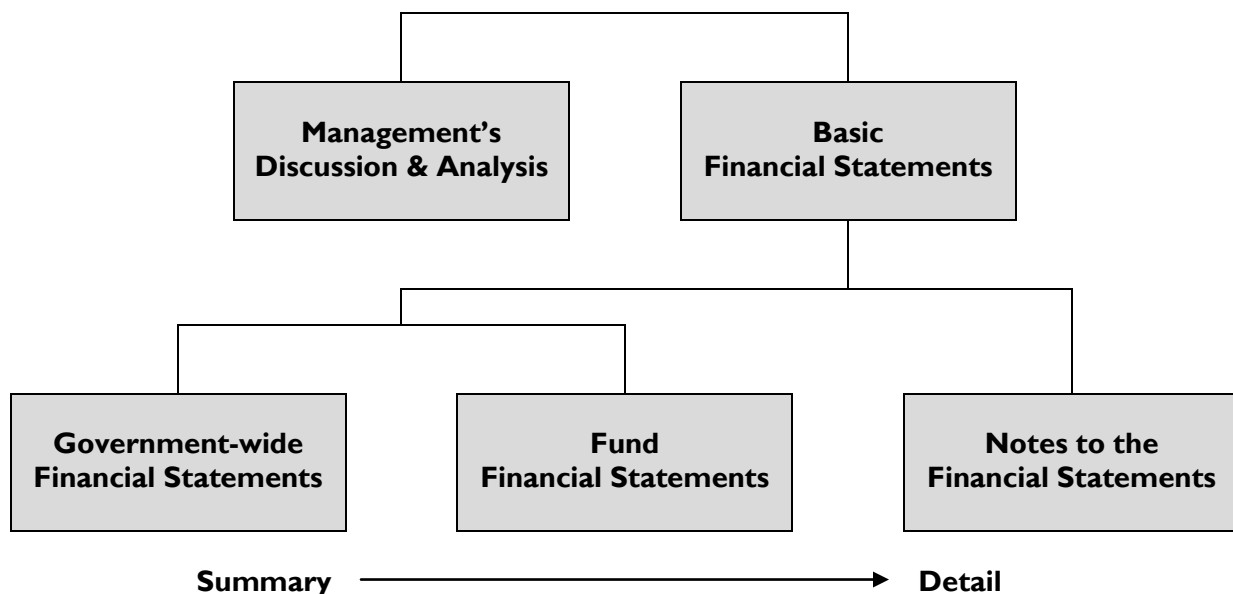 Management’s
Discussion & Analysis
Basic
Financial Statements
Government-wide
Financial Statements
Fund
Financial Statements
Notes to the
Financial Statements
Summary
Detail